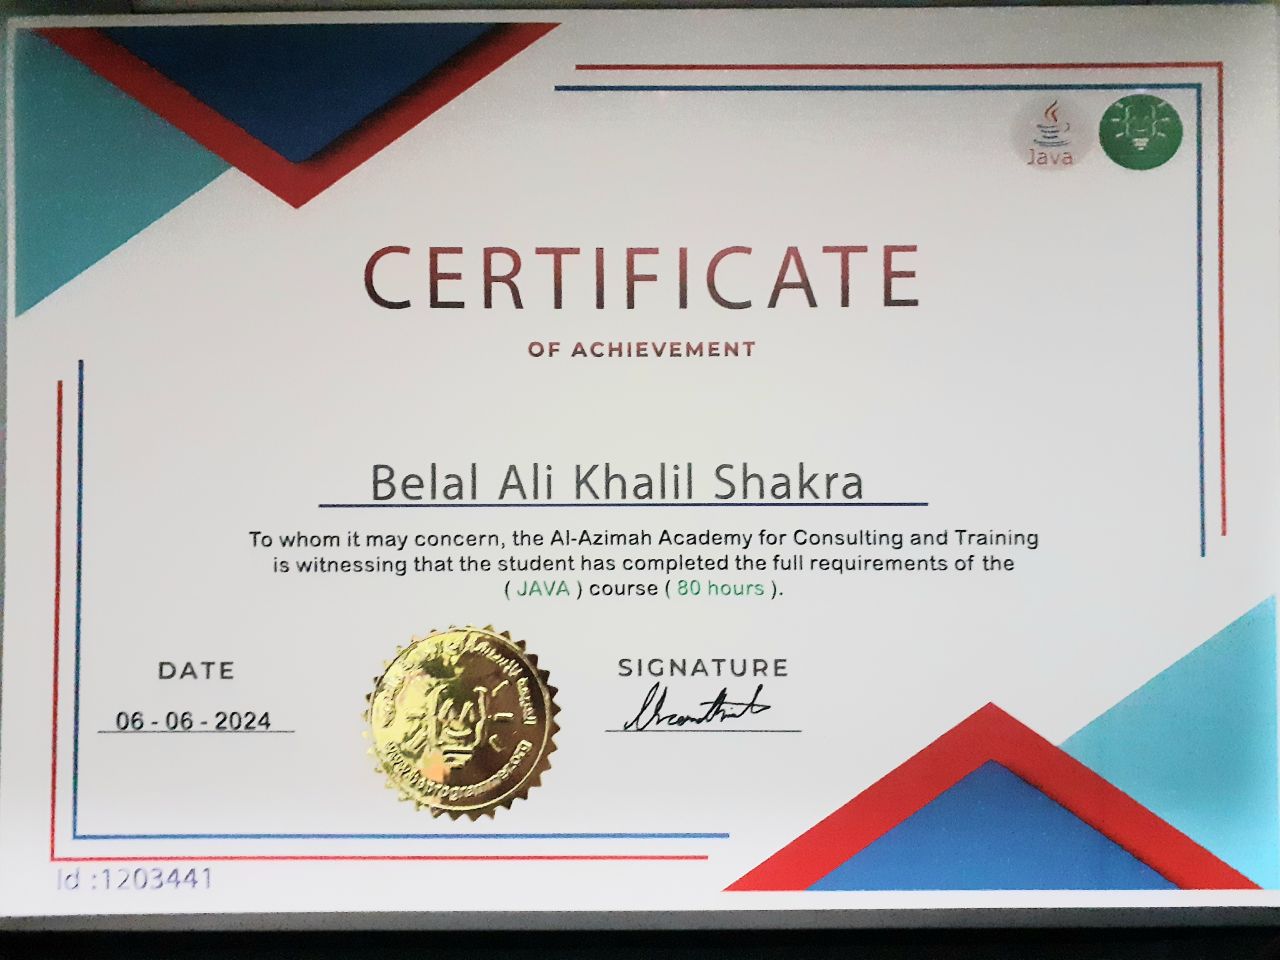 Java
CERTIFICATE
OF ACHIEVEMENT
Belal Ali Khalil Shakra
To whom it may concern, the Al-Azimah Academy for Consulting and Training
is witnessing that the student has completed the full requirements of the
( JAVA ) course ( 80 hours ).
DATE
06 - 06 - 2024
SIGNATURE
Id :1203441